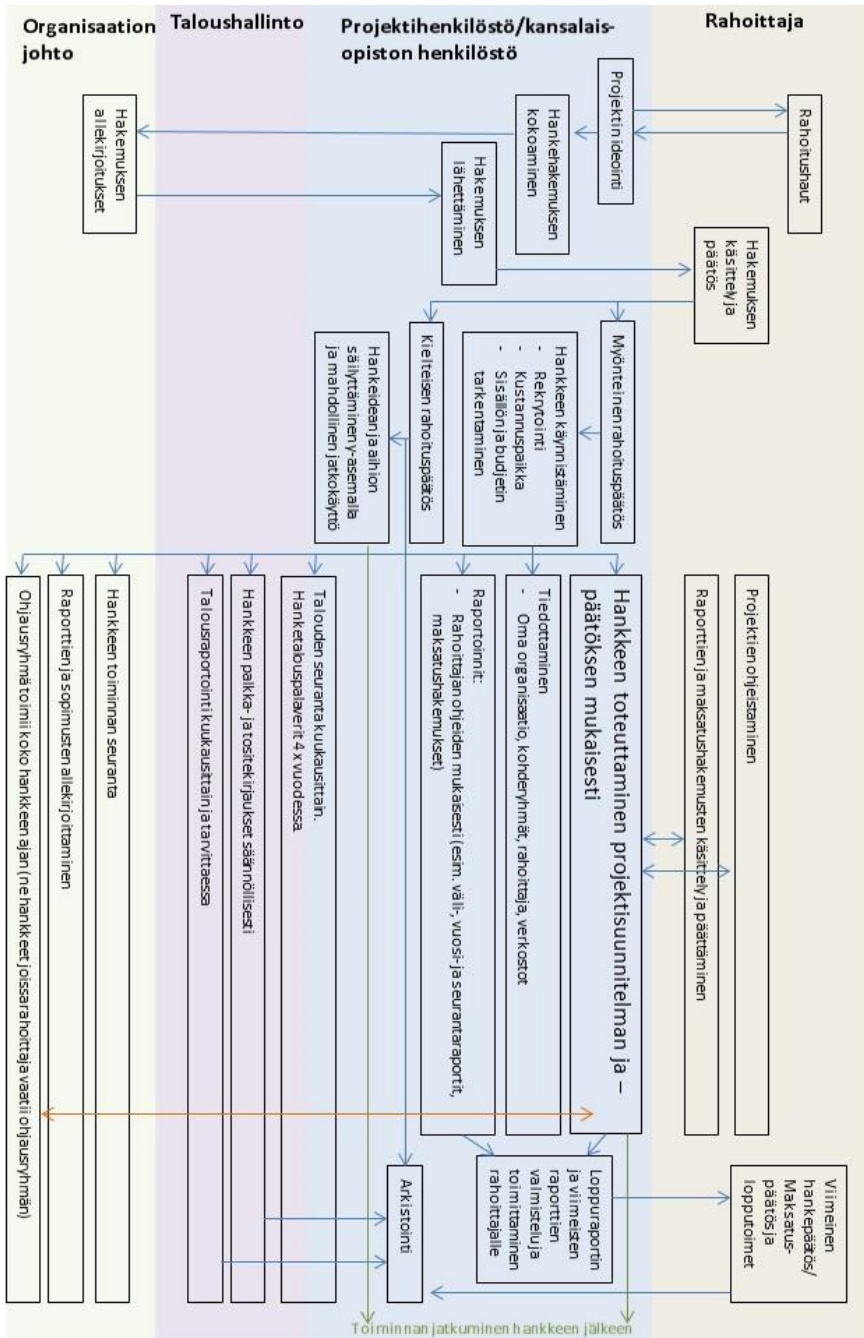 Organisaation
johto
Taloushallinto
Projektihenkilöstö/kansalais-
opiston henkilöstö
Rahoittaja
Rahoitushaut
Projektin ideointi
Hankehakemuksen
kokoaminen
Hakemuksen
allekirjoitukset
Hakemuksen
lähettäminen
Hakemuksen
käsittely ja
päätös
Myönteinen rahoituspäätös
Kielteisen rahoituspäätös
Hankkeen käynnistäminen
- Rekrytointi
- Kustannuspaikka
- Sisällön ja budjetin
tarkentaminen
Hankeidean ja aihion
säilyttäminen y-asemalla
ja mahdollinen jatkokäyttö
Projektien ohjeistaminen
Raporttien ja maksatushakemusten käsittely ja päättäminen
Hankkeen toteuttaminen projektisuunnitelman ja –
päätöksen mukaisesti
Tiedottaminen
- Oma organisaatio, kohderyhmät, rahoittaja, verkostot
Raportoinnit:
- Rahoittajan ohjeiden mukaisesti (esim. väli-, vuosi- ja seurantaraportit,
maksatushakemukset)
Talouden seuranta kuukausittain.
Hanketalouspalaverit 4 x vuodessa
Hankkeen palkka- ja tositekirjaukset säännöllisesti
Talousraportointi kuukausittain ja tarvittaessa
Hankkeen toiminnan seuranta
Raporttien ja sopimusten allekirjoittaminen
Ohjausryhmä toimii koko hankkeen ajan (ne hankkeet joissa rahoittaja vaatii ohjausryhmän)
Viimeinen
hankepäätös/
Maksatus-
päätös ja
lopputoimet
Loppuraportin
ja viimeisten
raporttien
valmistelu ja
toimittaminen
rahoittajalle
Arkistointi
Toiminnan jatkuminen hankkeen jälkeen